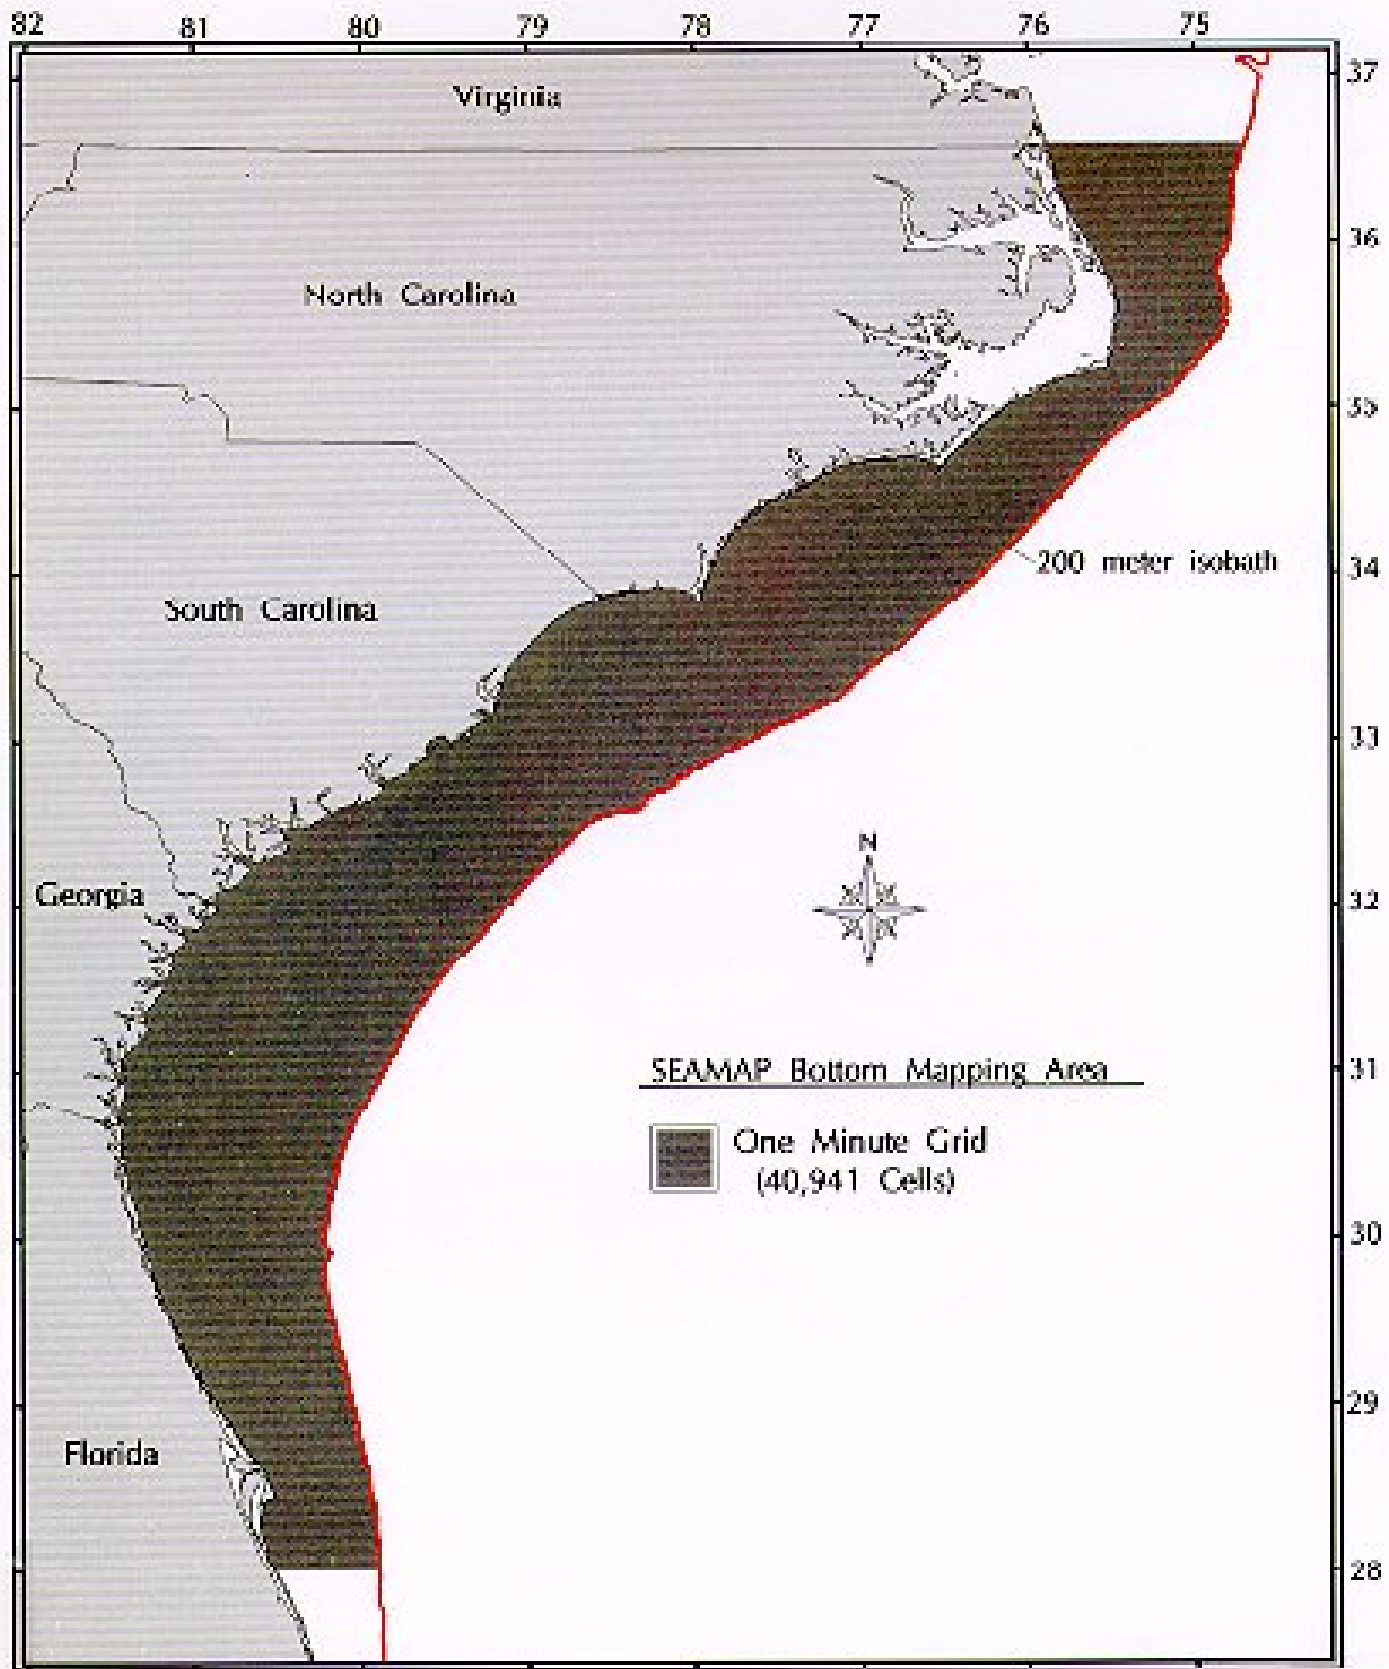 82 81 80 79 78 77 76 75
37
Virginia
36
North Carolina
35
200 meter isobath
34
South Carolina
33
N
Georgia
32
SEAMAP Bottom Mapping Area
31
One Minute Grid
(40,941 Cells)
30
29
Florida
28